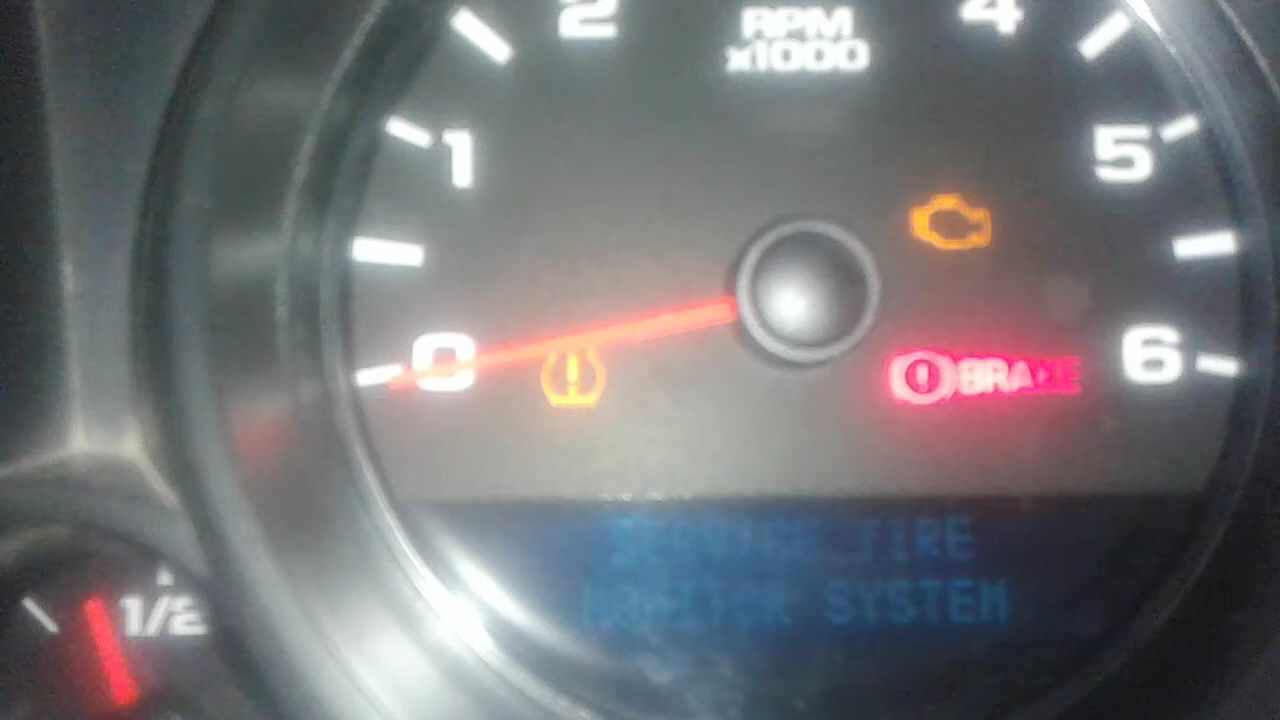 2
RPM
x1000
4
1
5
0
6
BRAKE
SERVICE TIRE
MONITOR SYSTEM
1/2